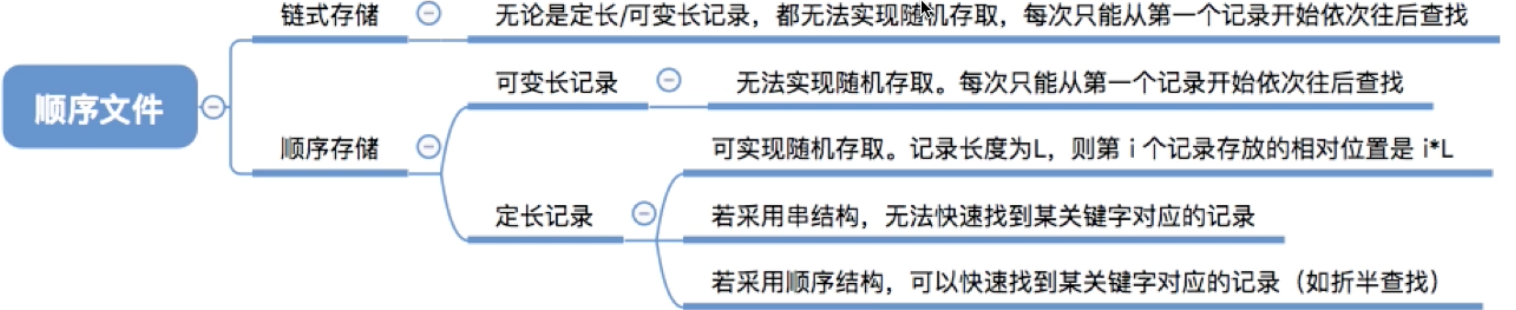 顺序文件
链式存储
无论是定长/可变长记录，都无法实现随机存取，每次只能从第一个记录开始依次往后查找
顺序存储
可变长记录
无法实现随机存取。每次只能从第一个记录开始依次往后查找
定长记录
可实现随机存取。记录长度为L，则第 i 个记录存放的相对位置是 i*L
若采用串结构，无法快速找到某关键字对应的记录
若采用顺序结构，可以快速找到某关键字对应的记录（如折半查找）